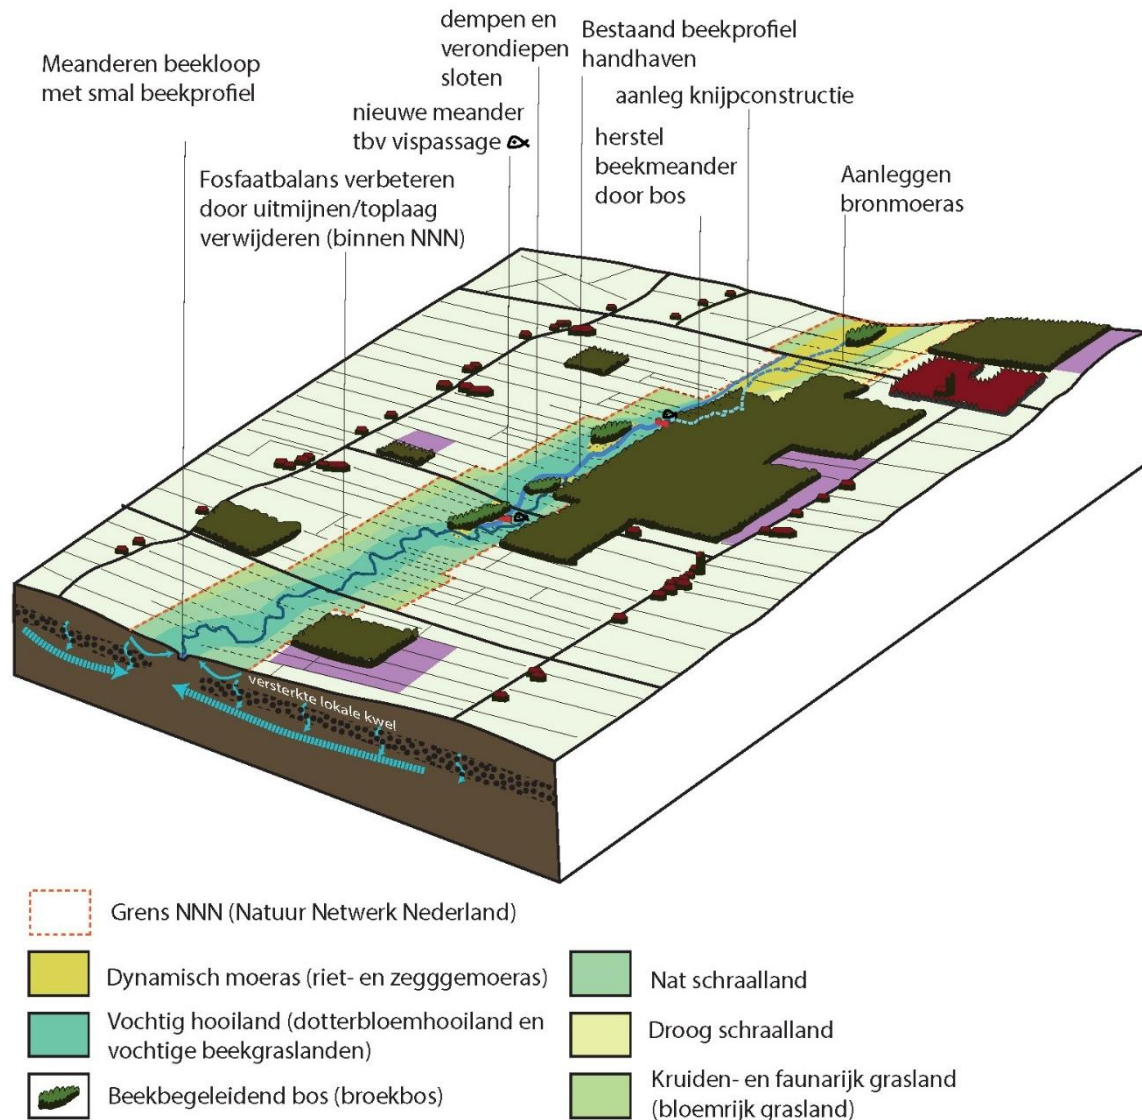 dempen en
verondiepen
sloten
Bestaand beekprofiel
handhaven
Meanderen beekloop
met smal beekprofiel
aanleg knijpconstructie
nieuwe meander
tbv vispassage
herstel
beekmeander
door bos
Aanleggen
bronmoeras
Fosfaatbalans verbeteren
door uitmijnen/toplaag
verwijderen (binnen NNN)
versterkte lokale kwel
Grens NNN (Natuur Netwerk Nederland)
Dynamisch moeras (riet- en zegggemoeras)
Nat schraalland
Vochtig hooiland (dotterbloemhooiland en
vochtige beekgraslanden)
Droog schraalland
Beekbegeleidend bos (broekbos)
Kruiden- en faunarijk grasland
(bloemrijk grasland)